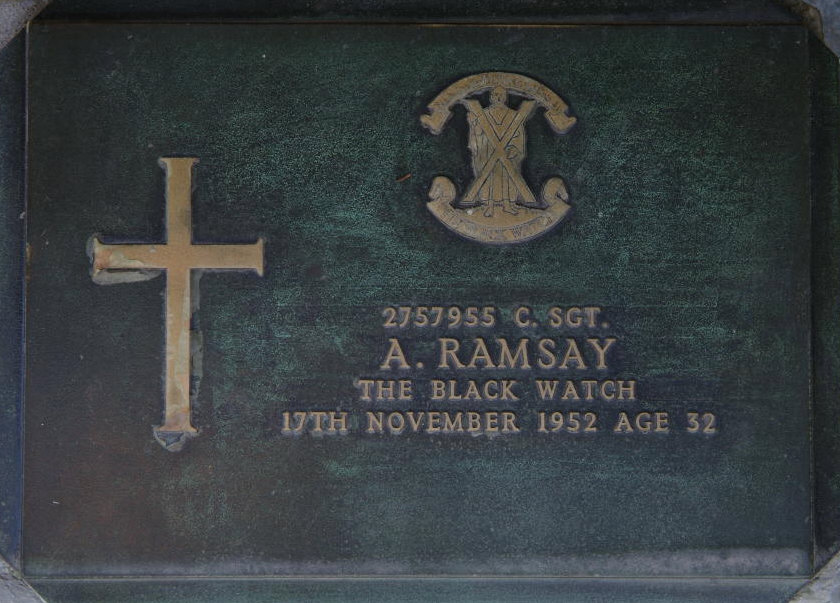 2757955 C. SGT.
A. RAMSAY
THE BLACK WATCH
17TH NOVEMBER 1952 AGE 32